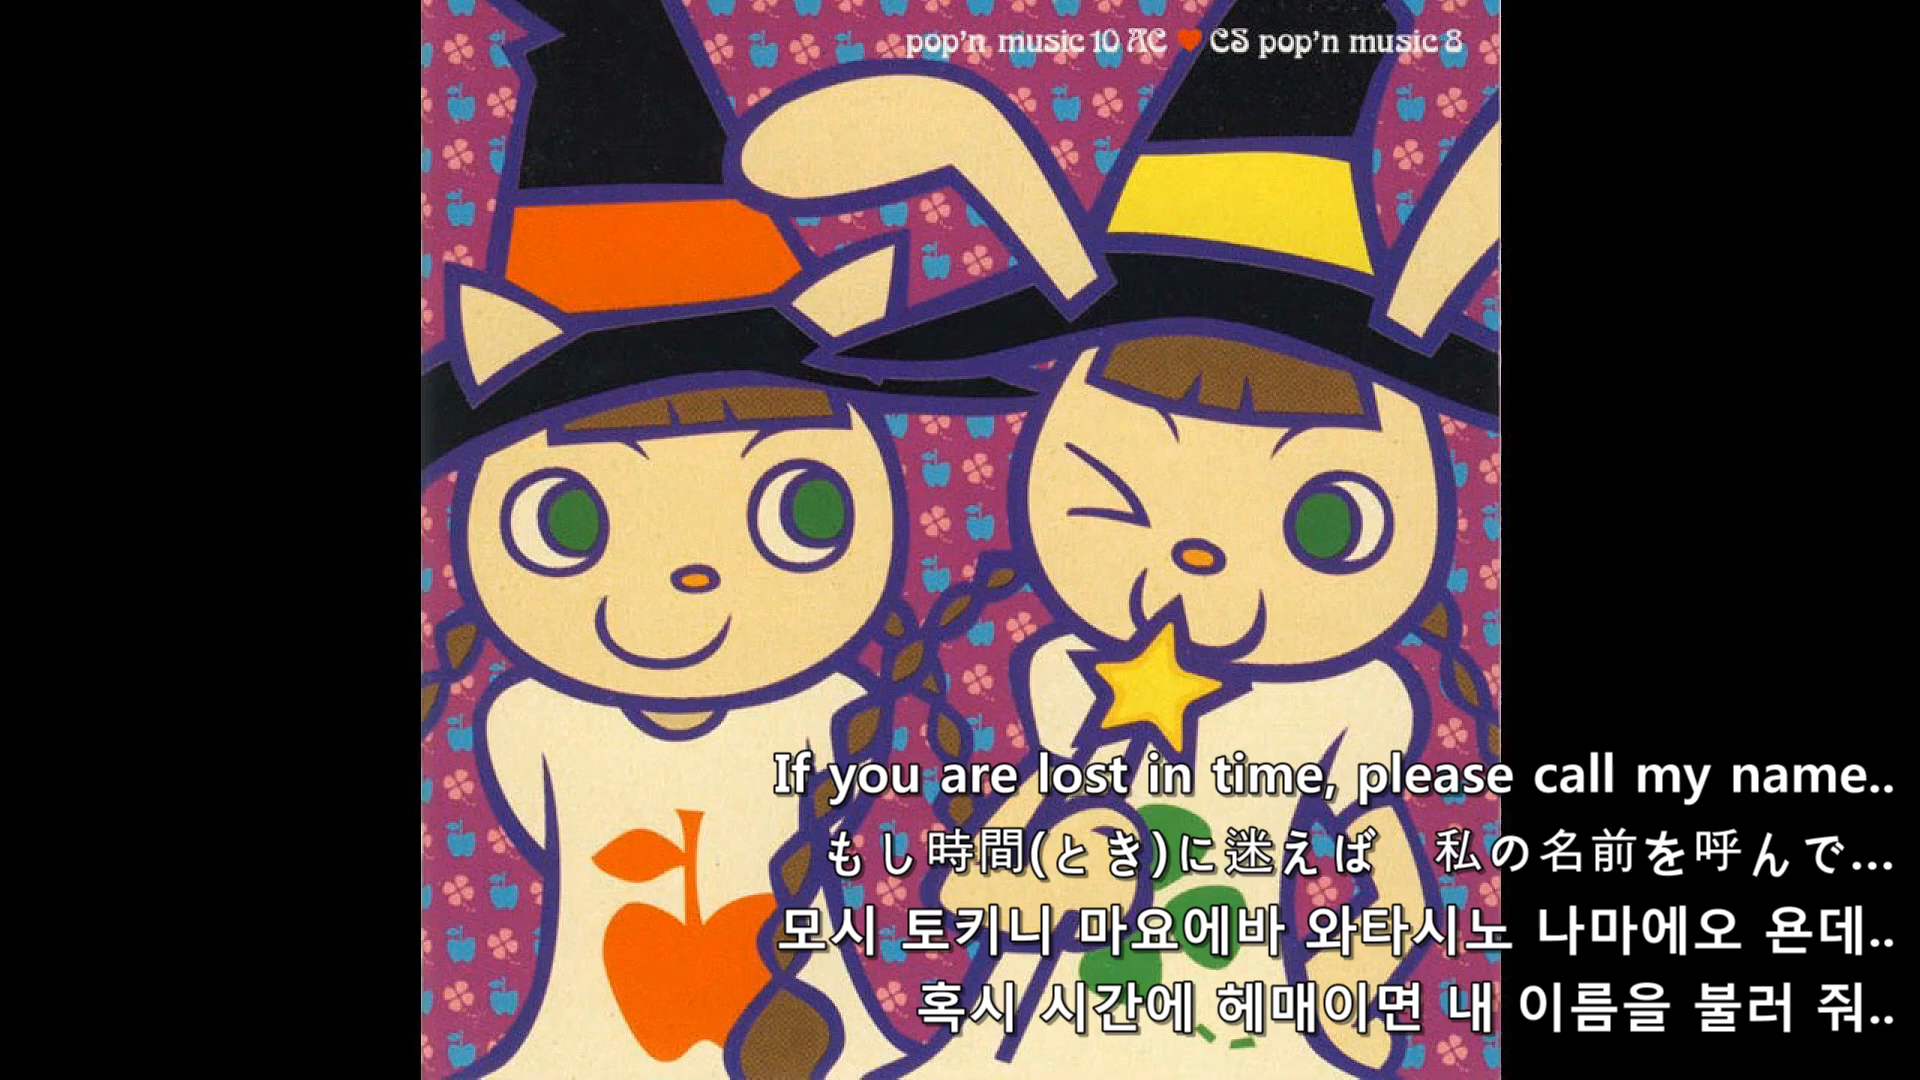 pop'n music 10 AC ♥ CS pop'n music 8
If you are lost in time, please call my name..
もし時間(とき)に迷えば　私の名前を呼んで...
모시 토키니 마요에바 와타시노 나마에오 욘데..
혹시 시간에 헤매이면 내 이름을 불러 줘..